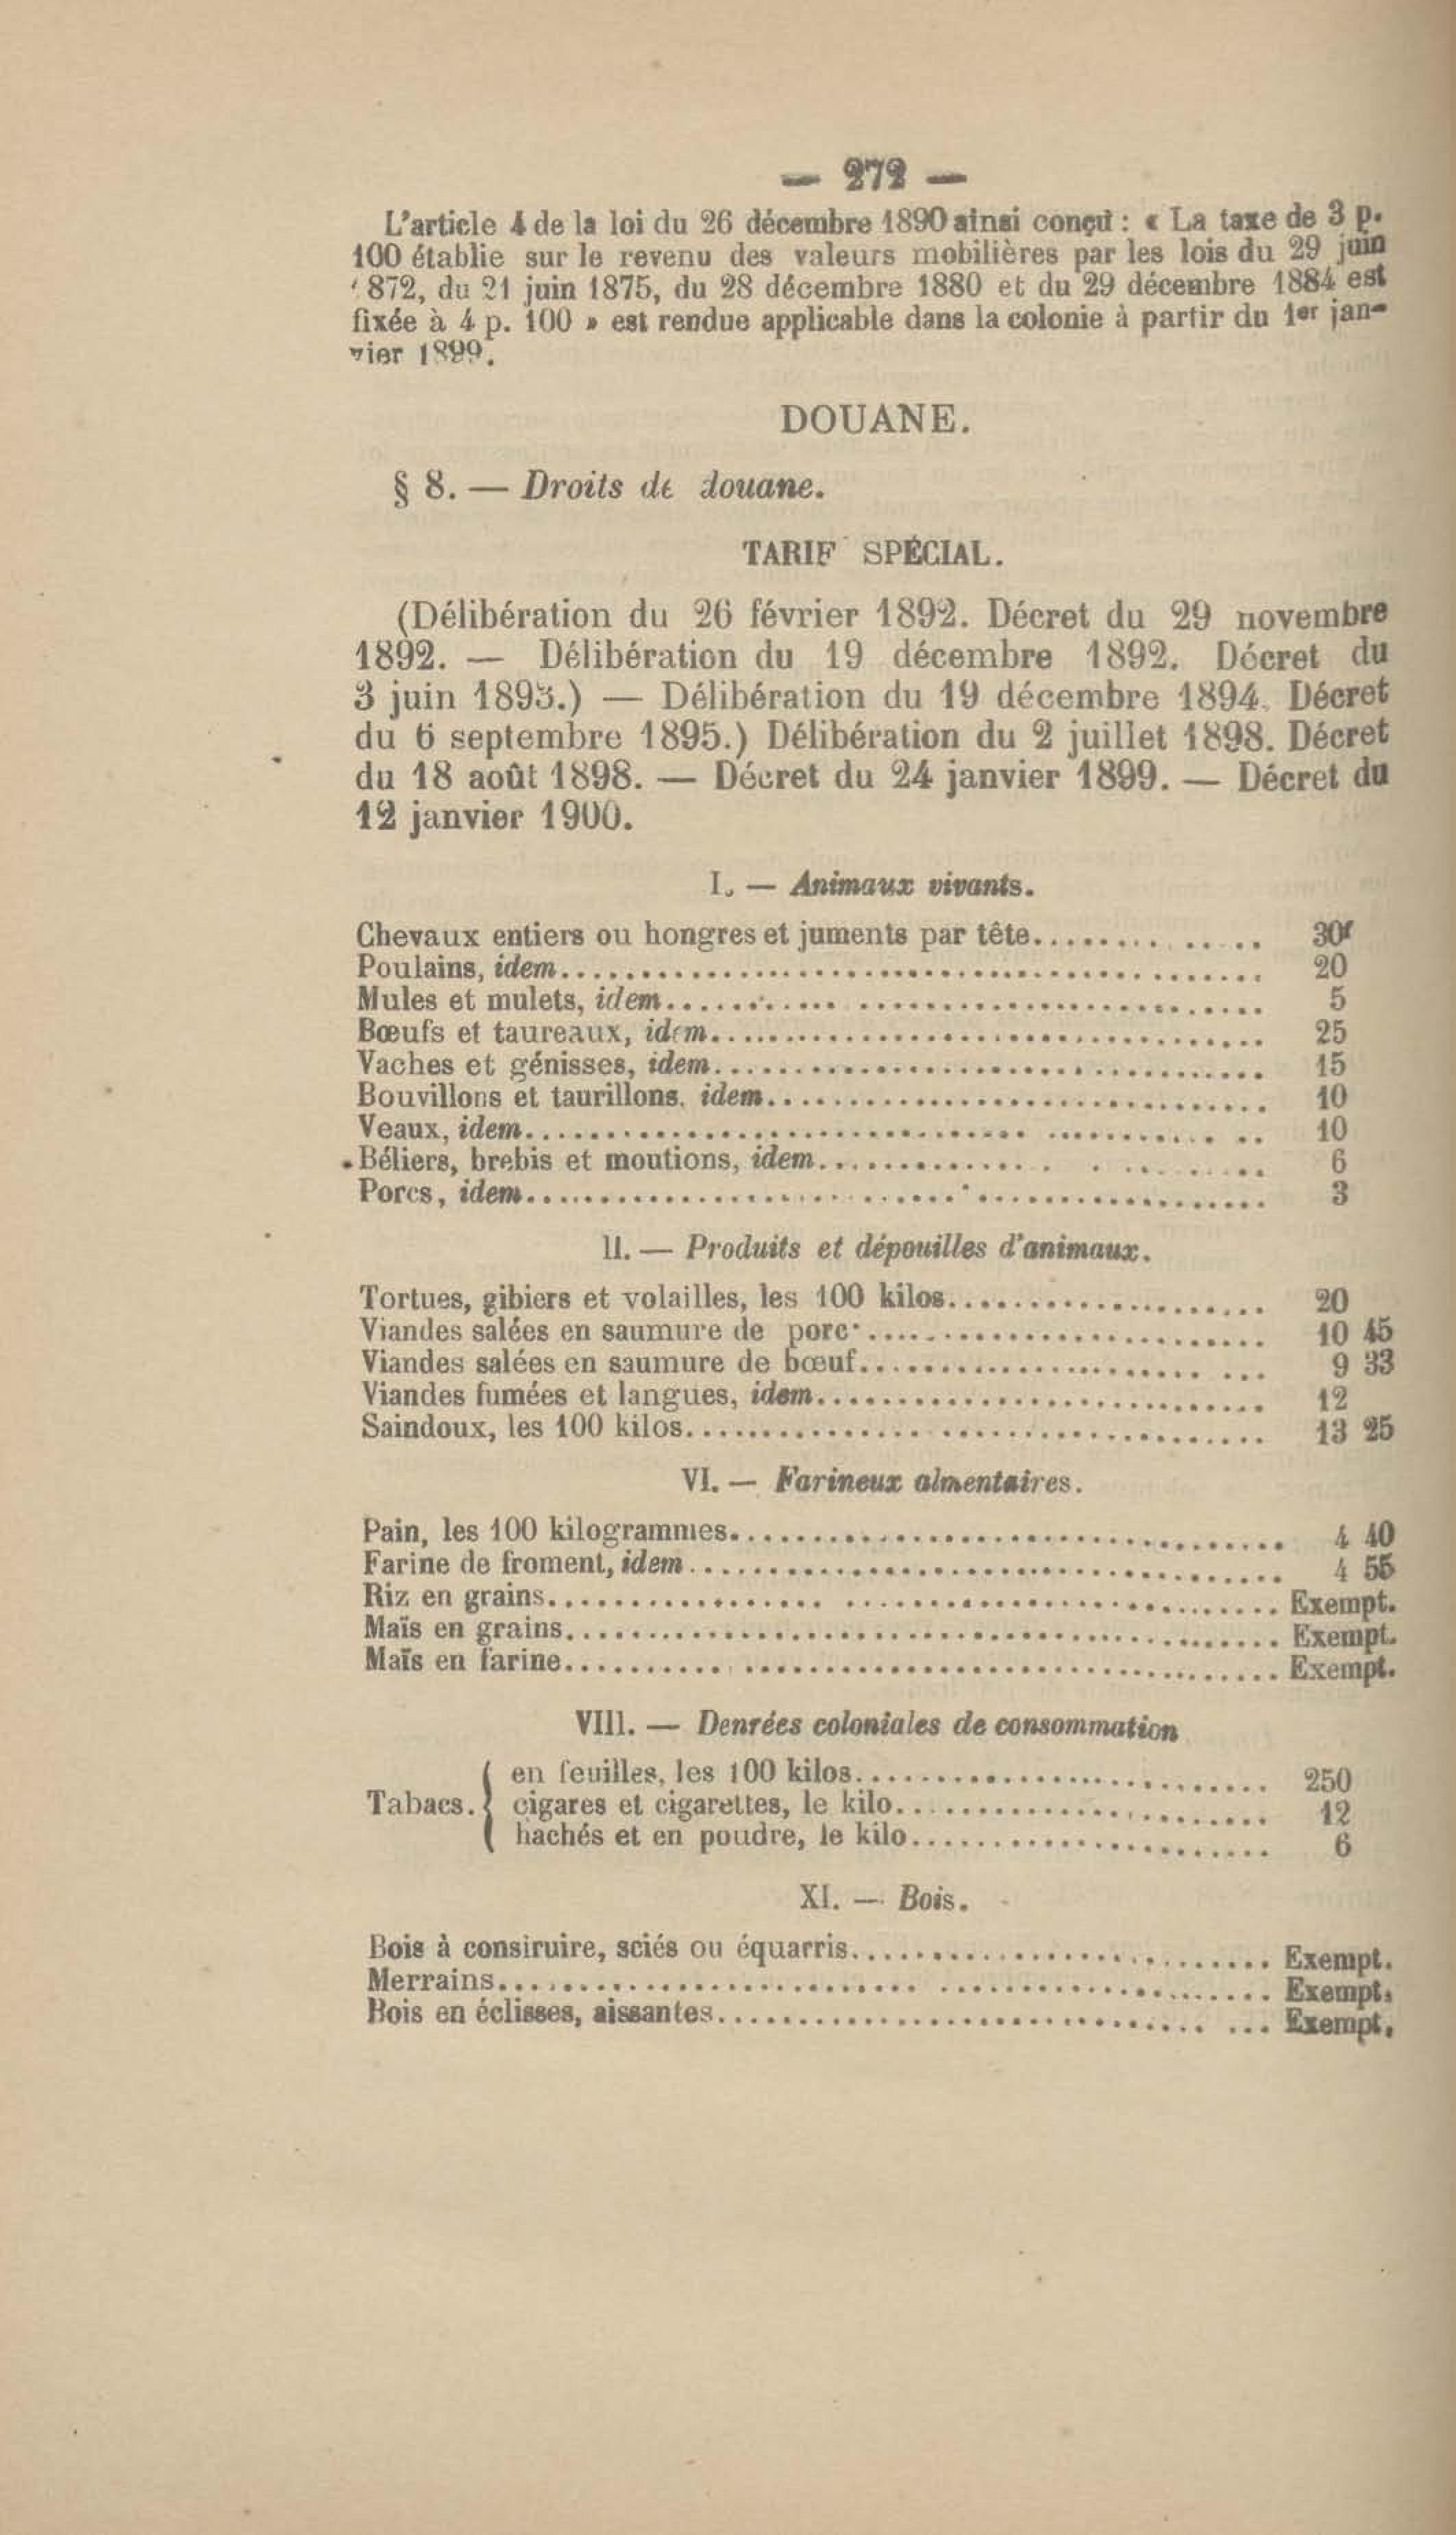 — 272 —
L'article 4 de la loi du 26 décembre 1890 ainsi conçu : « La taxe de 3 p.
100 établie sur le revenu des valeurs mobilières par les lois du 29 juin
1872, du 21 juin 1875, du 28 décembre 1880 et du 29 décembre 1884 est
fixée à 4 p. 100 » est rendue applicable dans la colonie à partir du 1er jan-
vier 1899.
DOUANE.
§ 8. — Droits de douane.
TARIF SPÉCIAL.
(Délibération du 26 février 1892. Décret du 29 novembre
1892. — Délibération du 19 décembre 1892. Décret du
3 juin 1893.) — Délibération du 19 décembre 1894. Décret
du 6 septembre 1895.) Délibération du 2 juillet 1898. Décret
du 18 août 1898. — Décret du 24 janvier 1899. — Décret du
12 janvier 1900.
I. — Animaux vivants.
Chevaux entiers ou hongres et juments par tête.............. 30f
Poulains, idem.............. 20
Mules et mulets, idem.............. 5
Bœufs et taureaux, idem.............. 25
Vaches et génisses, idem.............. 15
Bouvillons et taurillons. idem.............. 10
Veaux, idem.............. 10
Béliers, brebis et moutions, idem.............. 6
Porcs, idem.............. 3
II. — Produits et dépouilles d'animaux.
Tortues, gibiers et volailles, les 100 kilos.............. 20
Viandes salées en saumure de porc.............. 10 45
Viandes salées en saumure de bœuf.............. 9 33
Viandes fumées et langues, idem.............. 12
Saindoux, les 100 kilos.............. 13 25
VI. — Farineux almentaires.
Pain, les 100 kilogrammes.............. 4 40
Farine de froment, idem.............. 4 55
Riz en grains.............. Exempt.
Maïs en grains.............. Exempt.
Maïs en farine.............. Exempt.
VIII. — Denrées coloniales de consommation
en feuilles, les 100 kilos.............. 250
Tabacs. { cigares et cigarettes, le kilo.............. 12
hachés et en poudre, le kilo.............. 6
XI. — Bois.
Bois à consiruire, sciés ou équarris.............. Exempt.
Merrains.............. Exempt.
Bois en éclisses, aissantes.............. Exempt.